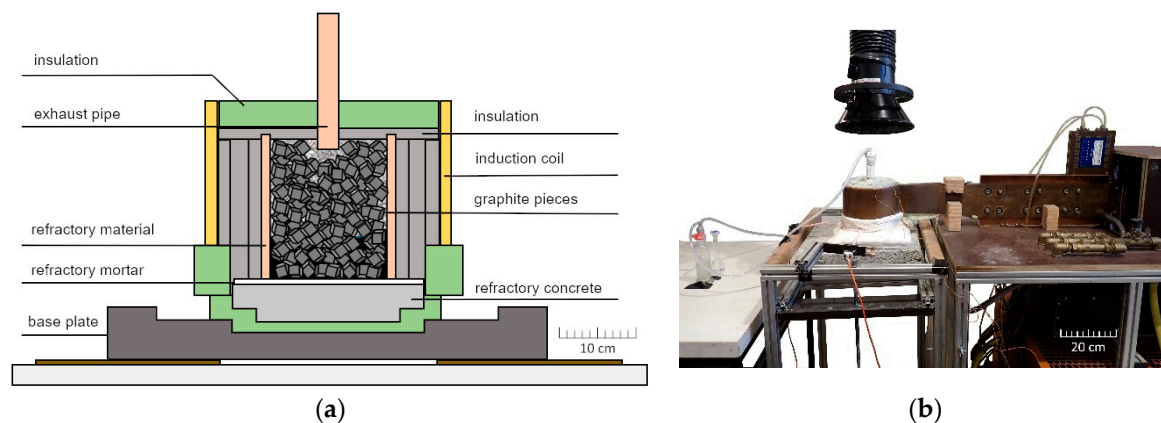 insulation
exhaust pipe
insulation
induction coil
graphite pieces
refractory material
refractory mortar
refractory concrete
base plate
10 cm
20 cm
(a)
(b)